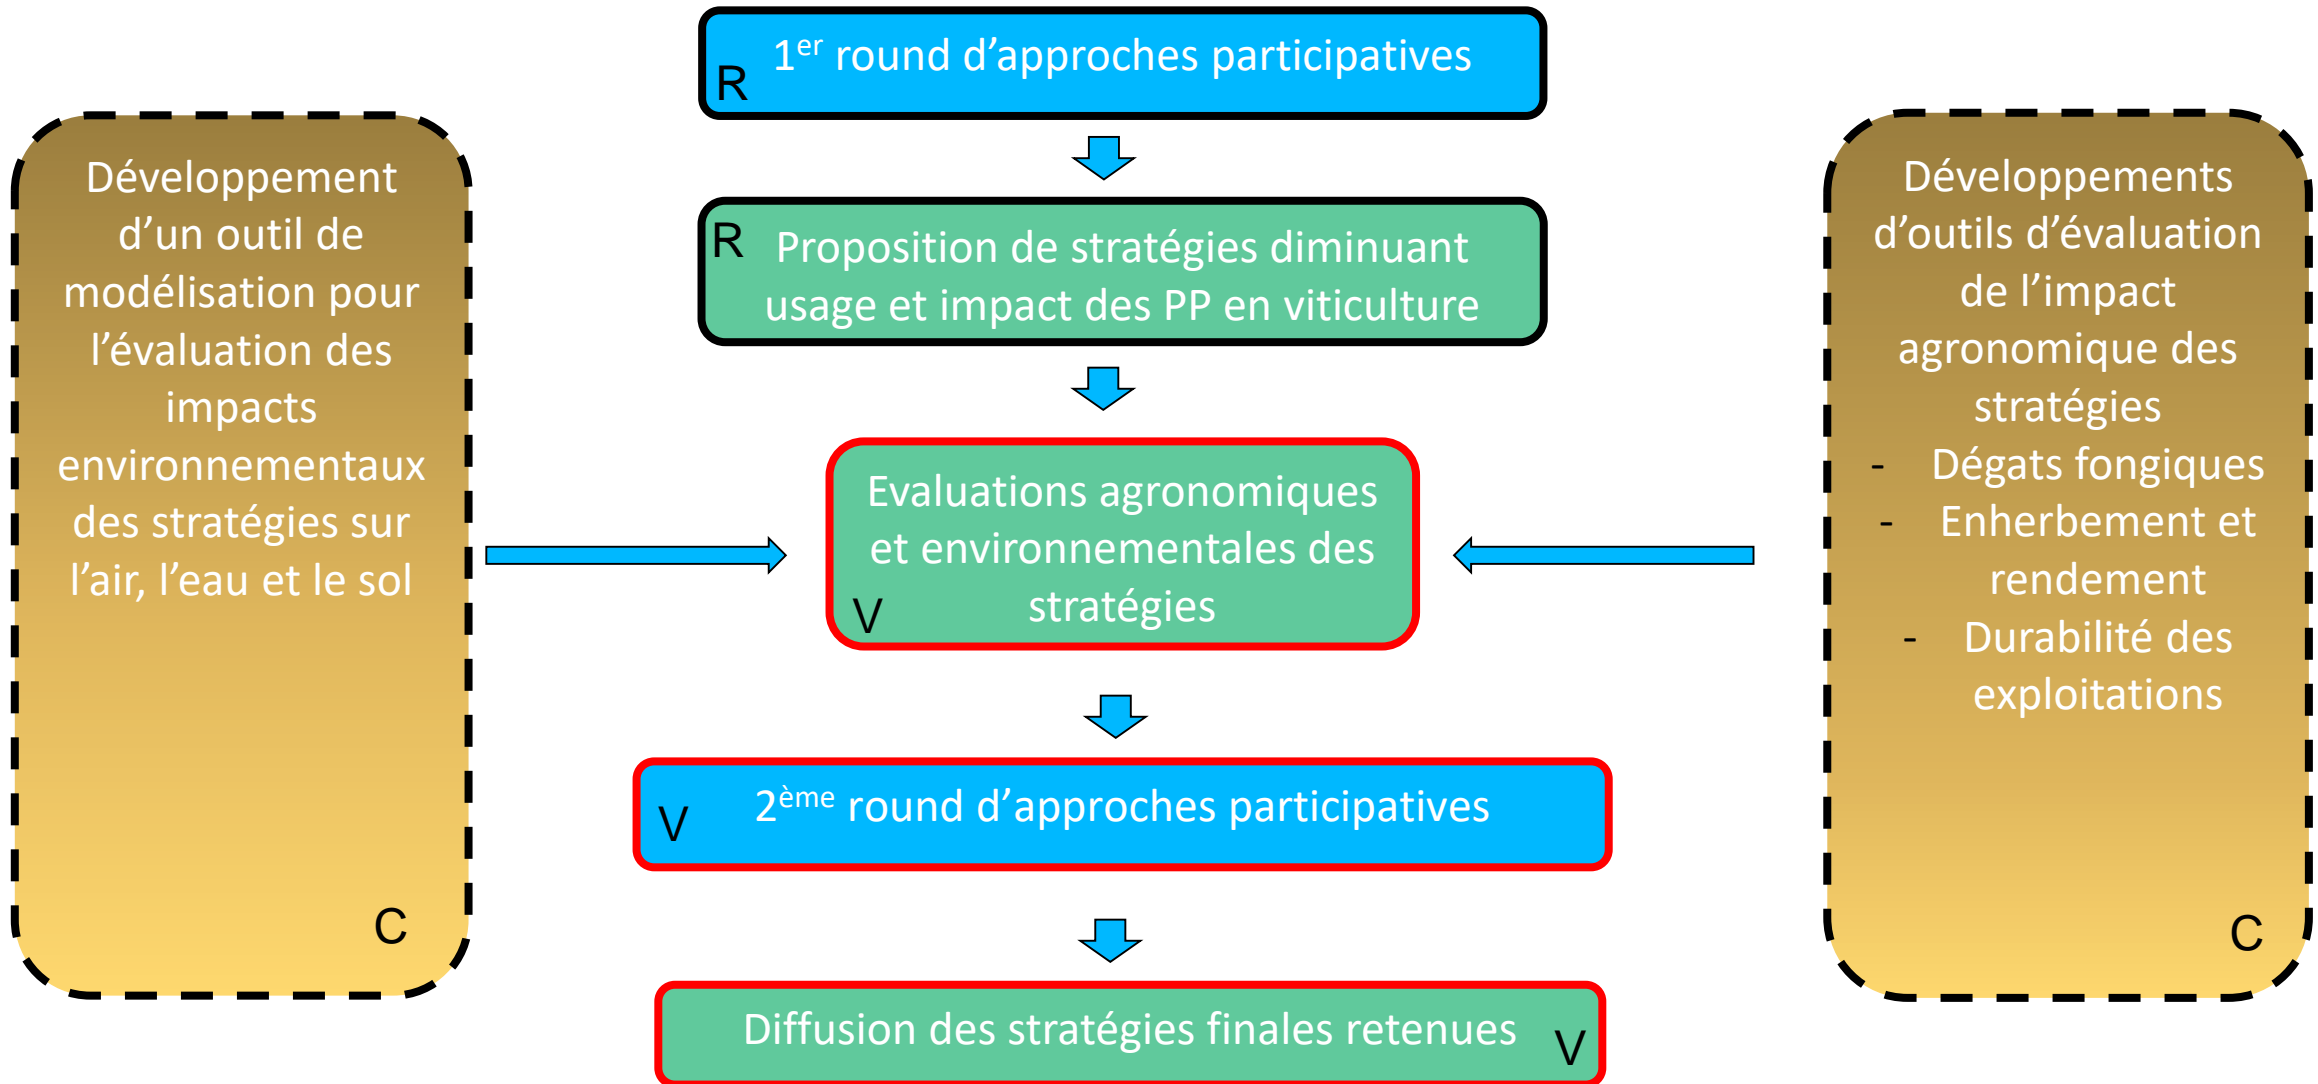 1er round d'approches participatives
R
R
Proposition de stratégies diminuant
usage et impact des PP en viticulture
Développement
d'un outil de
modélisation pour
l'évaluation des
impacts
environnementaux
des stratégies sur
l'air, l'eau et le sol
C
Evaluations agronomiques
et environnementales des
stratégies
V
Développements
d'outils d'évaluation
de l'impact
agronomique des
stratégies
- Dégats fongiques
- Enherbement et
rendement
- Durabilité des
exploitations
C
2ème round d'approches participatives
V
Diffusion des stratégies finales retenues
V